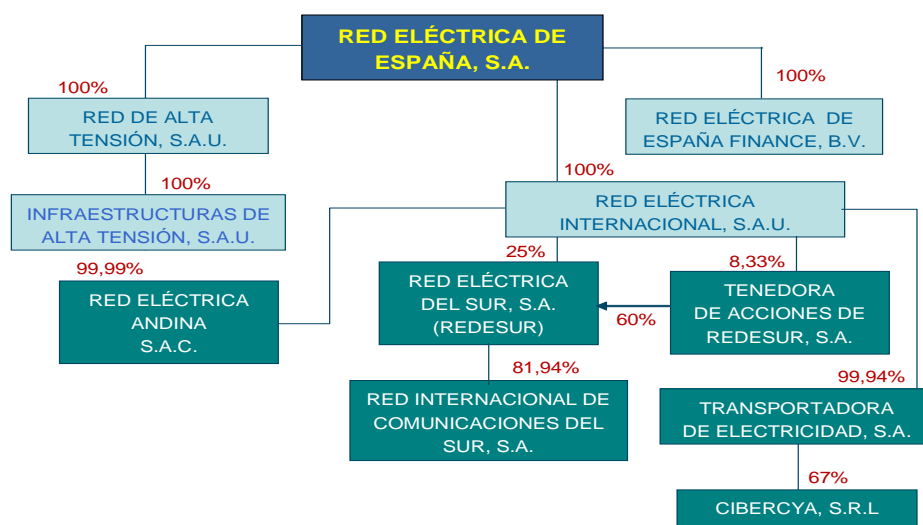 RED ELÉCTRICA DE
ESPAÑA, S.A.
100%
100%
RED DE ALTA
TENSIÓN, S.A.U.
RED ELÉCTRICA DE
ESPAÑA FINANCE, B.V.
100%
100%
INFRAESTRUCTURAS DE
ALTA TENSIÓN, S.A.U.
RED ELÉCTRICA
INTERNACIONAL, S.A.U.
99,99%
25%
8,33%
RED ELÉCTRICA
ANDINA
S.A.C.
RED ELÉCTRICA
DEL SUR, S.A.
(REDESUR)
60%
TENEDORA
DE ACCIONES DE
REDESUR, S.A.
81,94%
99,94%
RED INTERNACIONAL DE
COMUNICACIONES DEL
SUR, S.A.
TRANSPORTADORA
DE ELECTRICIDAD, S.A.
67%
CIBERCYA, S.R.L